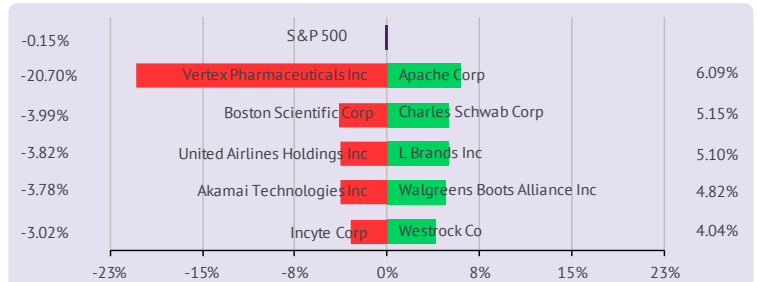 -0.15% S&P 500
-20.70% Vertex Pharmaceuticals Inc Apache Corp 6.09%
-3.99% Boston Scientific Corp Charles Schwab Corp 5.15%
-3.82% United Airlines Holdings Inc L Brands Inc 5.10%
-3.78% Akamai Technologies Inc Walgreens Boots Alliance Inc 4.82%
-3.02% Incyte Corp Westrock Co 4.04%
-23% -15% -8% 0% 8% 15% 23%